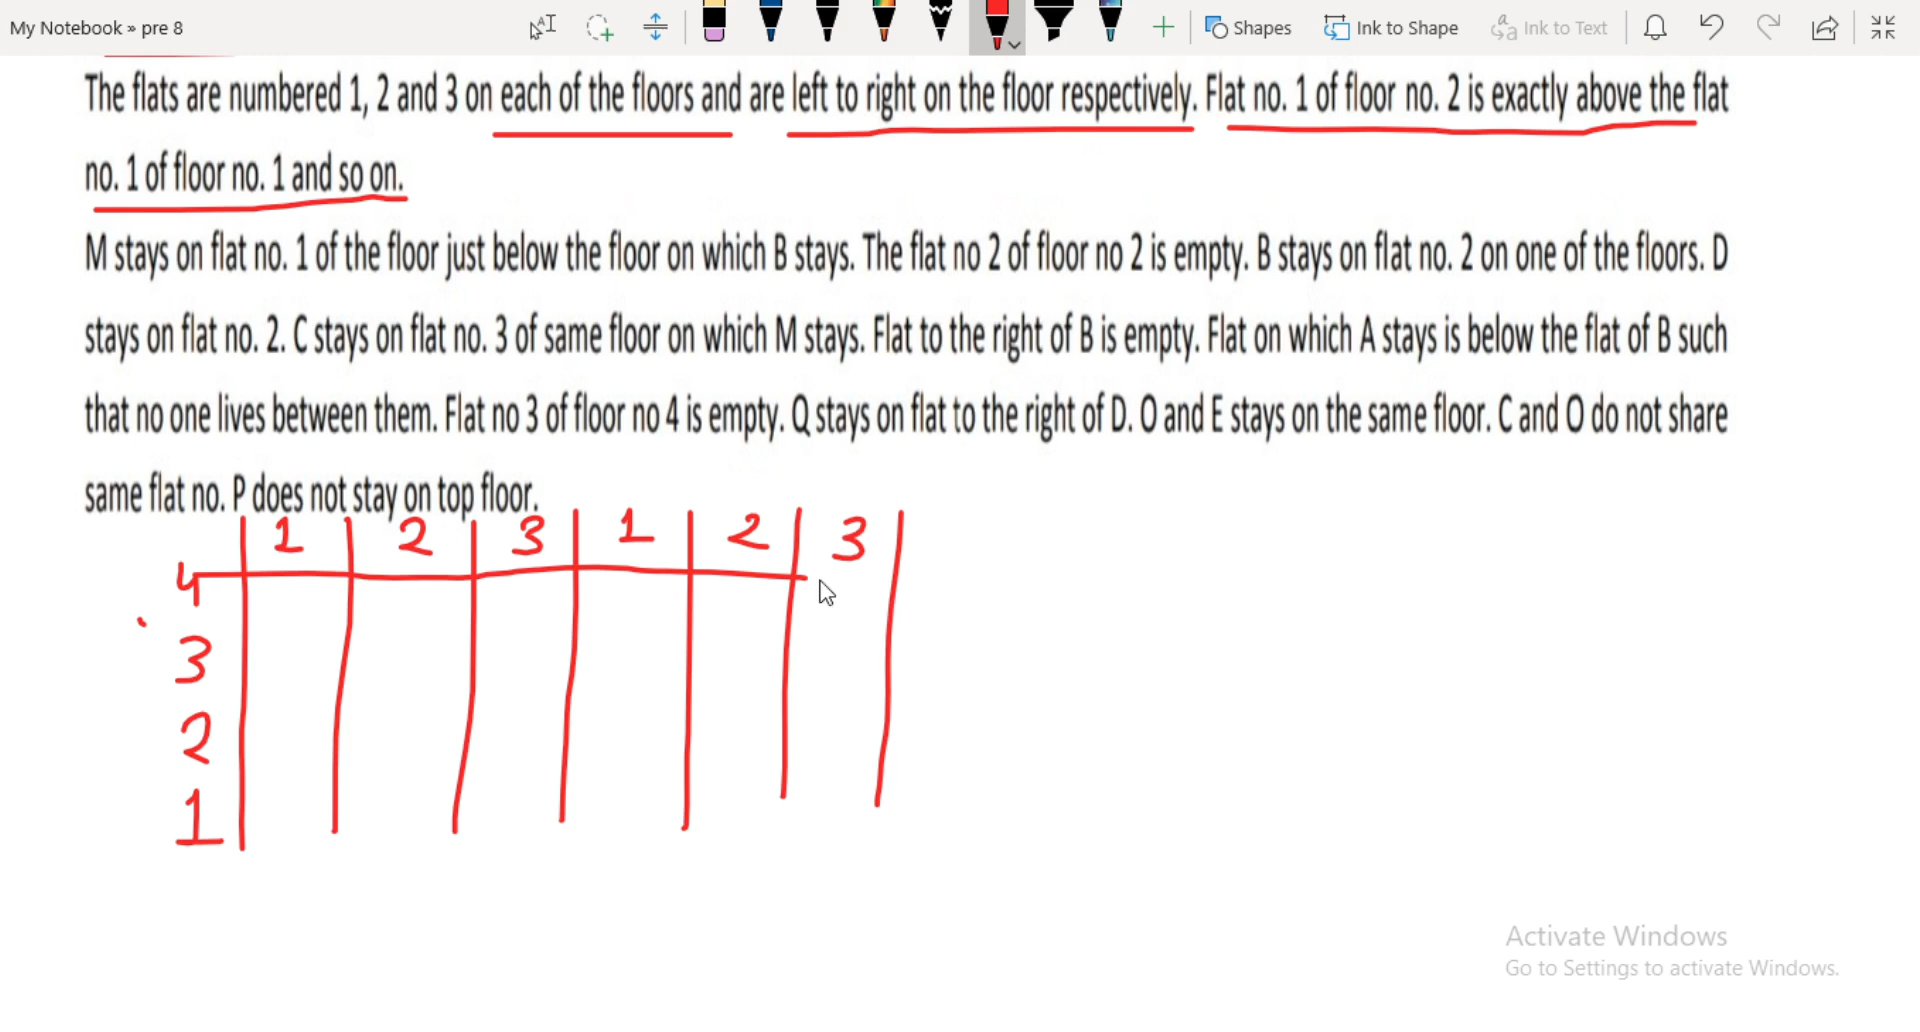 My Notebook » pre 8
Shapes
Ink to Shape
Ink to Text
The flats are numbered 1, 2 and 3 on each of the floors and are left to right on the floor respectively. Flat no. 1 of floor no. 2 is exactly above the flat
no. 1 of floor no. 1 and so on.
M stays on flat no. 1 of the floor just below the floor on which B stays. The flat no 2 of floor no 2 is empty. B stays on flat no. 2 on one of the floors. D
stays on flat no. 2. C stays on flat no. 3 of same floor on which M stays. Flat to the right of B is empty. Flat on which A stays is below the flat of B such
that no one lives between them. Flat no 3 of floor no 4 is empty. Q stays on flat to the right of D. O and E stays on the same floor. C and O do not share
same flat no. P does not stay on top floor.
1 2 3 1 2 3
4
3
2
1
Activate Windows
Go to Settings to activate Windows.